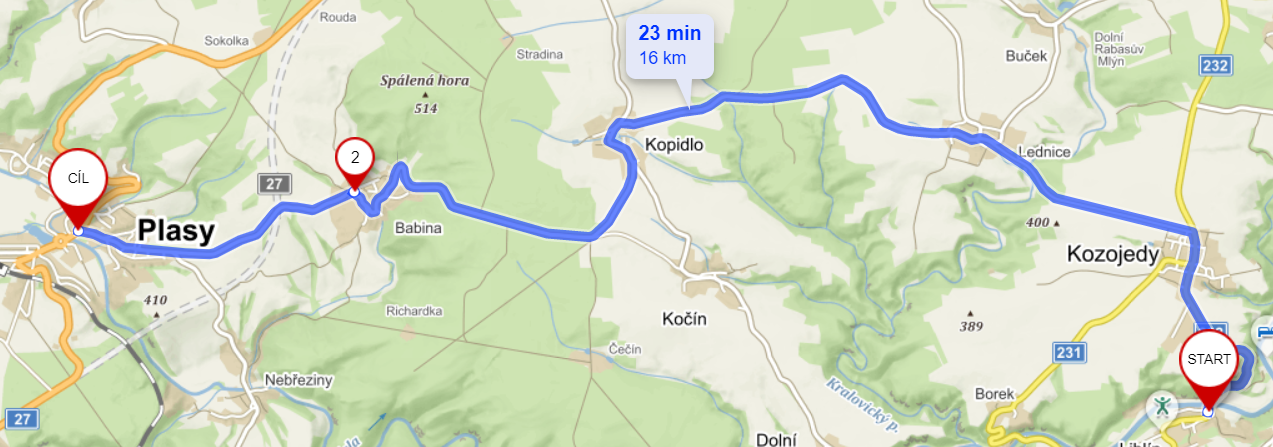 Rouda
Sokolka
Stradina
23 min
16 km
Dolní
Rabasův
Mlýn
Buček
232
Spálená hora
514
Kopidlo
Lednice
2
CÍL
27
Plasy
Babina
400
Kozojedy
410
Richardka
Kočín
389
Čečín
231
START
Nebřeziny
Kralovický p.
Borek
27
Dolní